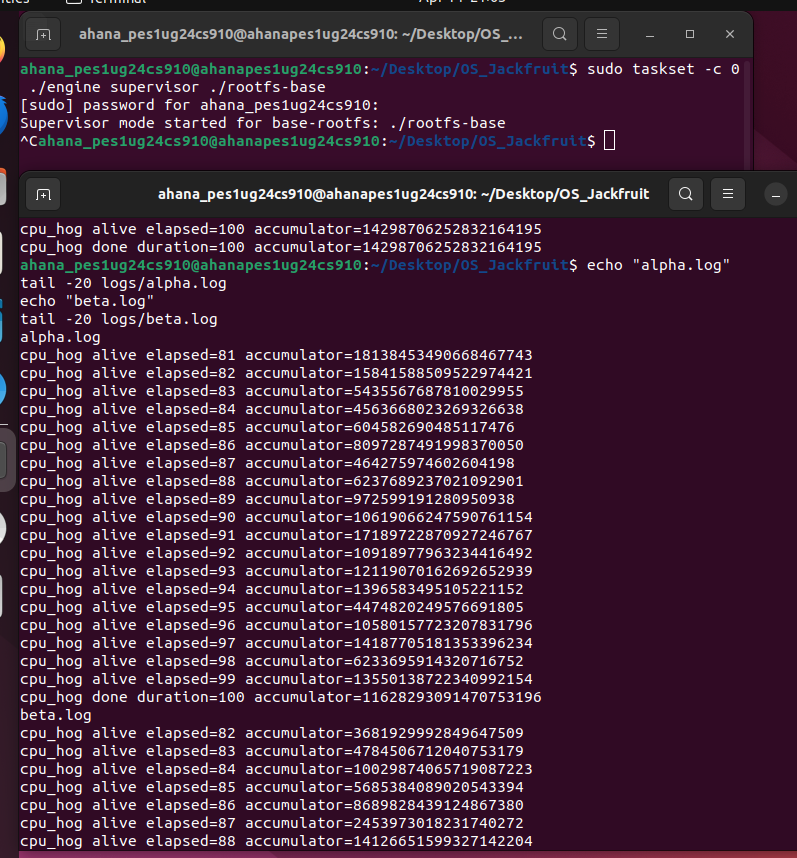 ahana_pes1ug24cs910@ahanapes1ug24cs910: ~/Desktop/OS_...
ahana_pes1ug24cs910@ahanapes1ug24cs910:~/Desktop/OS_Jackfruit$ sudo taskset -c 0
./engine supervisor ./rootfs-base
[sudo] password for ahana_pes1ug24cs910:
Supervisor mode started for base-rootfs: ./rootfs-base
^Cahana_pes1ug24cs910@ahanapes1ug24cs910:~/Desktop/OS_Jackfruit$
ahana_pes1ug24cs910@ahanapes1ug24cs910: ~/Desktop/OS_Jackfruit
cpu_hog alive elapsed=100 accumulator=14298706252832164195
cpu_hog done duration=100 accumulator=14298706252832164195
ahana_pes1ug24cs910@ahanapes1ug24cs910:~/Desktop/OS_Jackfruit$ echo "alpha.log"
tail -20 logs/alpha.log
echo "beta.log"
tail -20 logs/beta.log
alpha.log
cpu_hog alive elapsed=81 accumulator=18138453490668467743
cpu_hog alive elapsed=82 accumulator=15841588509522974421
cpu_hog alive elapsed=83 accumulator=5435567687810029955
cpu_hog alive elapsed=84 accumulator=4563668023269326638
cpu_hog alive elapsed=85 accumulator=604582690485117476
cpu_hog alive elapsed=86 accumulator=8097287491998370050
cpu_hog alive elapsed=87 accumulator=464275974602604198
cpu_hog alive elapsed=88 accumulator=6237689237021092901
cpu_hog alive elapsed=89 accumulator=972599191280950938
cpu_hog alive elapsed=90 accumulator=10619066247590761154
cpu_hog alive elapsed=91 accumulator=17189722870927246767
cpu_hog alive elapsed=92 accumulator=10918977963234416492
cpu_hog alive elapsed=93 accumulator=12119070162692652939
cpu_hog alive elapsed=94 accumulator=1396583495105221152
cpu_hog alive elapsed=95 accumulator=4474820249576691805
cpu_hog alive elapsed=96 accumulator=10580157723207831796
cpu_hog alive elapsed=97 accumulator=14187705181353396234
cpu_hog alive elapsed=98 accumulator=6233695914320716752
cpu_hog alive elapsed=99 accumulator=13550138722340992154
cpu_hog done duration=100 accumulator=11628293091470753196
beta.log
cpu_hog alive elapsed=82 accumulator=3681929992849647509
cpu_hog alive elapsed=83 accumulator=4784506712040753179
cpu_hog alive elapsed=84 accumulator=10029874065719087223
cpu_hog alive elapsed=85 accumulator=5685384089020543394
cpu_hog alive elapsed=86 accumulator=8689828439124867380
cpu_hog alive elapsed=87 accumulator=2453973018231740272
cpu_hog alive elapsed=88 accumulator=14126651599327142204